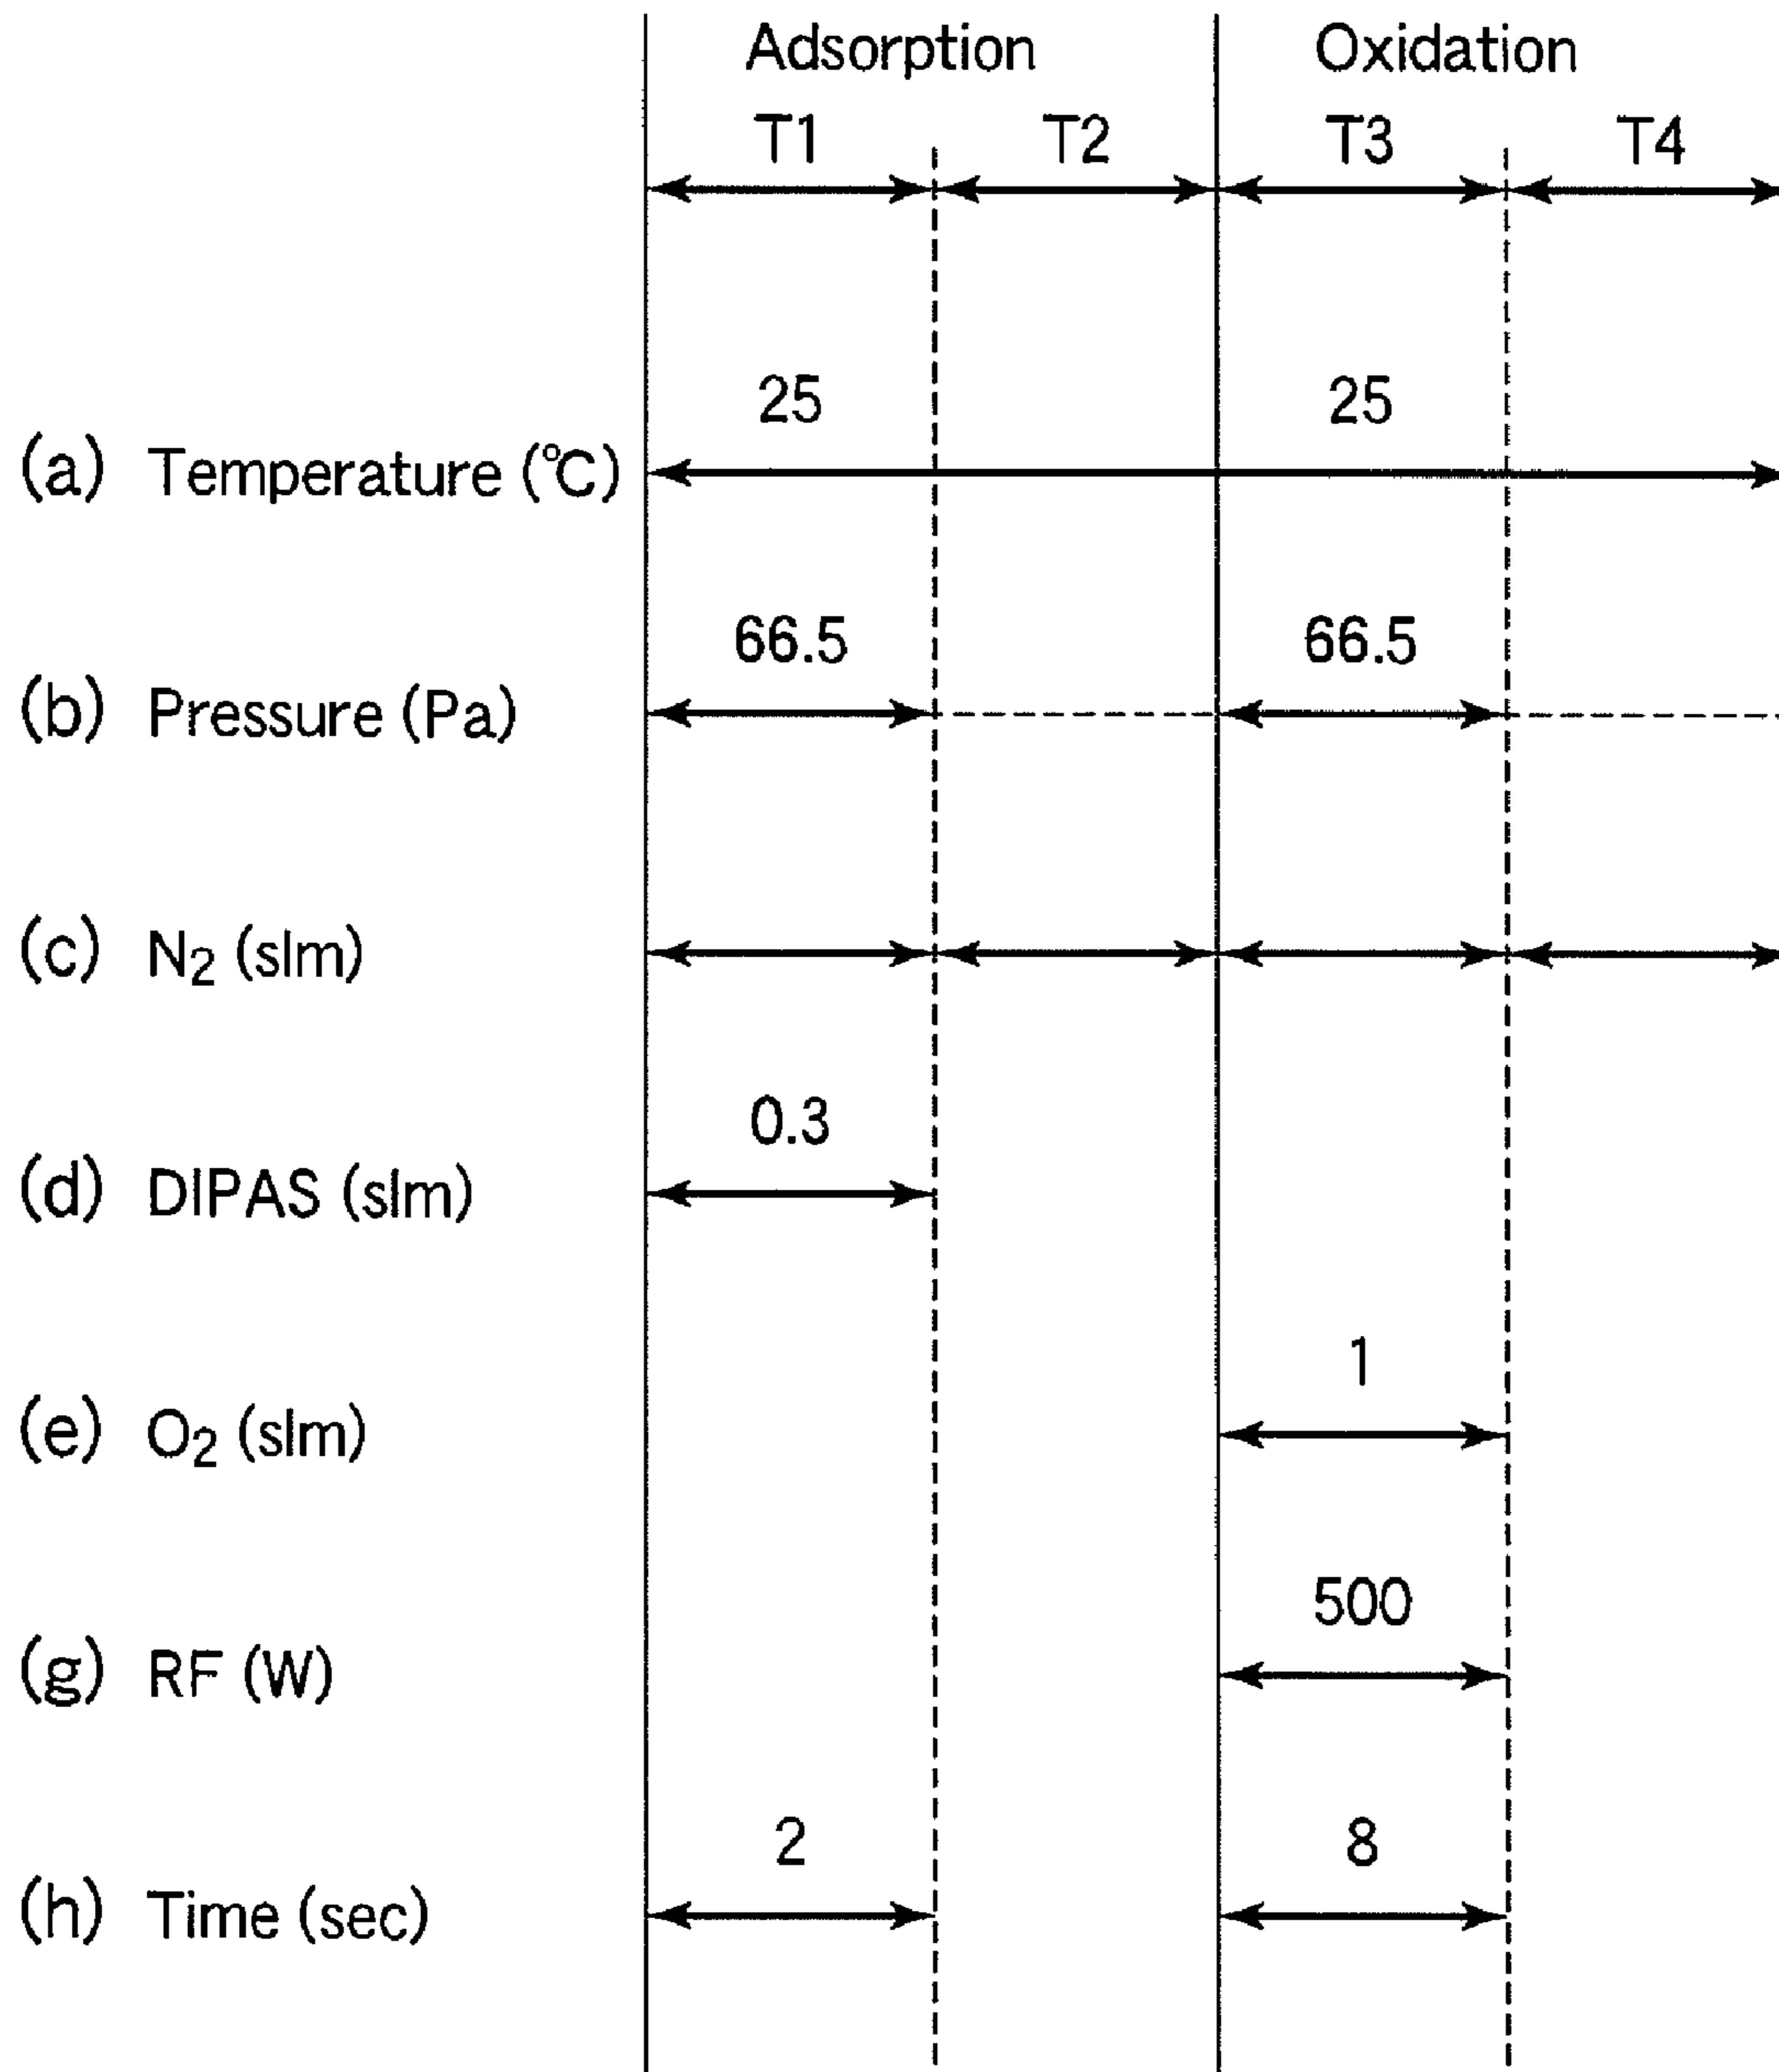 Adsorption Oxidation
T1 T2 T3 T4
25 25
(a) Temperature (℃)
66.5 66.5
(b) Pressure (Pa)
(c) N₂ (slm)
0.3
(d) DIPAS (slm)
1
(e) O₂ (slm)
500
(g) RF (W)
2 8
(h) Time (sec)